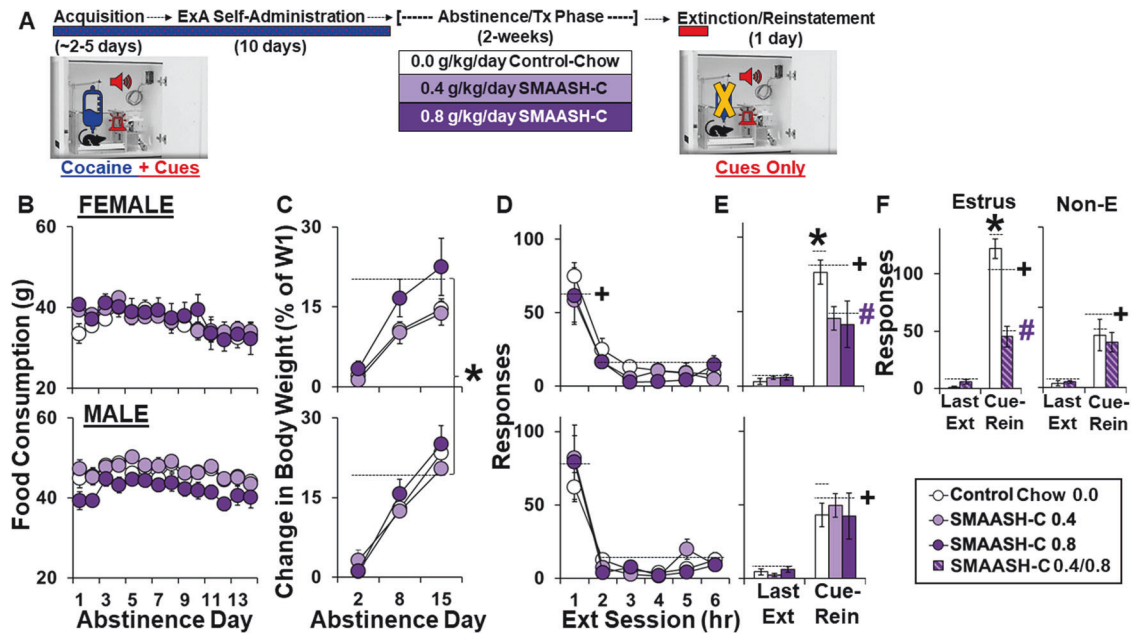 A
Acquisition
ExA Self-Administration
[----- Abstinence/Tx Phase -----]
Extinction/Reinstatement
(~2-5 days)
(10 days)
(2-weeks)
(1 day)
0.0 g/kg/day Control-Chow
0.4 g/kg/day SMAASH-C
0.8 g/kg/day SMAASH-C
Cocaine + Cues
Cues Only
B
FEMALE
C
D
E
F
Estrus
Non-E
60
40
20
30
15
0
100
50
0
*
+
*
+
#
Responses
100
50
0
*
+
#
+
Last Ext
Cue-Rein
Last Ext
Cue-Rein
Food Consumption (g)
Change in Body Weight (% of W1)
Responses
MALE
60
40
20
30
15
0
100
50
0
+
1 3 5 7 9 11 13
Abstinence Day
2 8 15
Abstinence Day
1 2 3 4 5 6
Ext Session (hr)
Last Ext
Cue-Rein
Control Chow 0.0
SMAASH-C 0.4
SMAASH-C 0.8
SMAASH-C 0.4/0.8